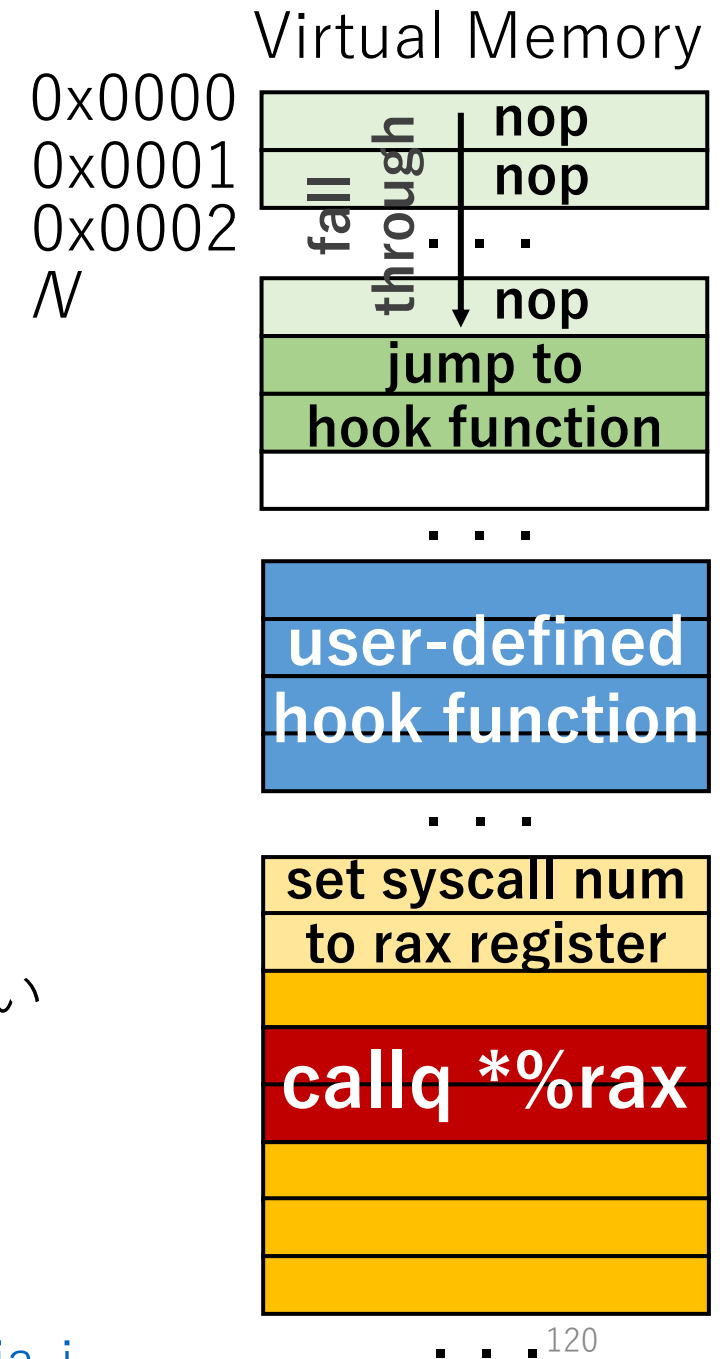 Virtual Memory
0x0000
0x0001
0x0002
N
nop
nop
fall
through
. . .
nop
jump to
hook function
. . .
user-defined
hook function
. . .
set syscall num
to rax register
い
callq *%rax
. . .
120